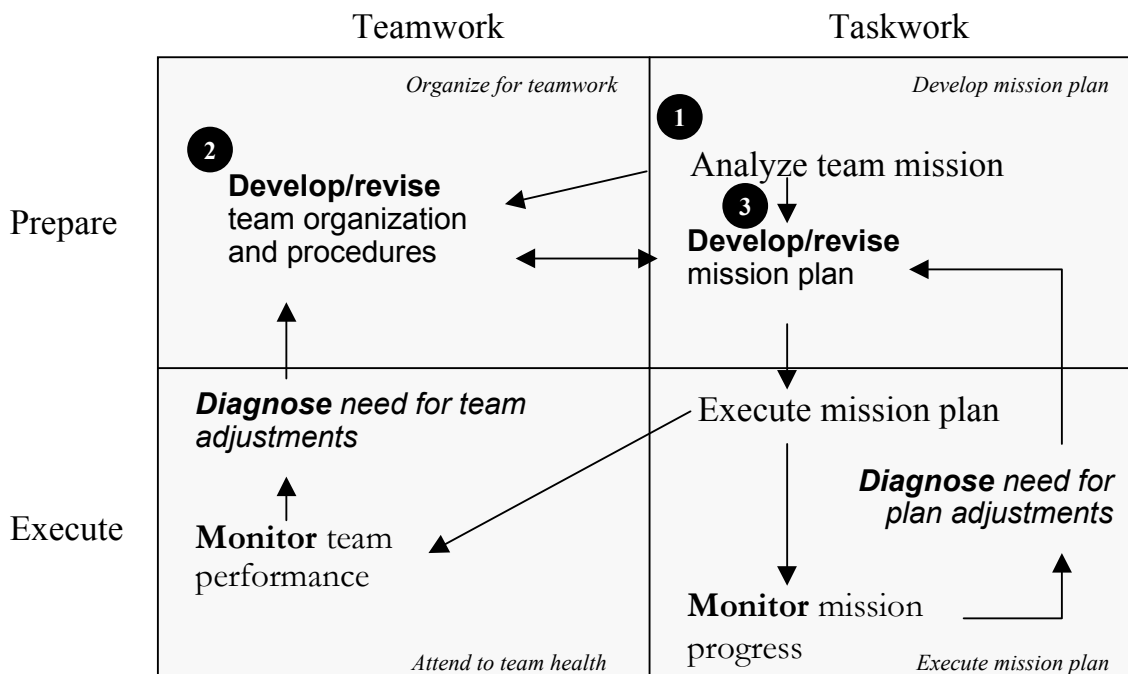 Teamwork
Taskwork
Prepare
Organize for teamwork
2
Develop/revise
team organization
and procedures
Develop mission plan
1
Analyze team mission
3
Develop/revise
mission plan
Execute
Diagnose need for team
adjustments
Monitor team
performance
Attend to team health
Execute mission plan
Diagnose need for
plan adjustments
Monitor mission
progress
Execute mission plan